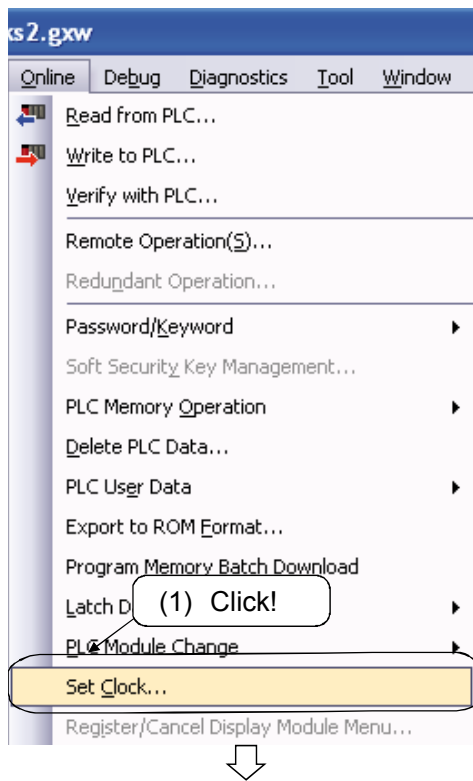 ks2.gxw
Online Debug Diagnostics Tool Window
Read from PLC...
Write to PLC...
Verify with PLC...
Remote Operation(S)...
Redundant Operation...
Password/Keyword
Soft Security Key Management...
PLC Memory Operation
Delete PLC Data...
PLC User Data
Export to ROM Format...
Program Memory Batch Download
Latch D
(1) Click!
PLC Module Change
Set Clock...
Register/Cancel Display Module Menu...